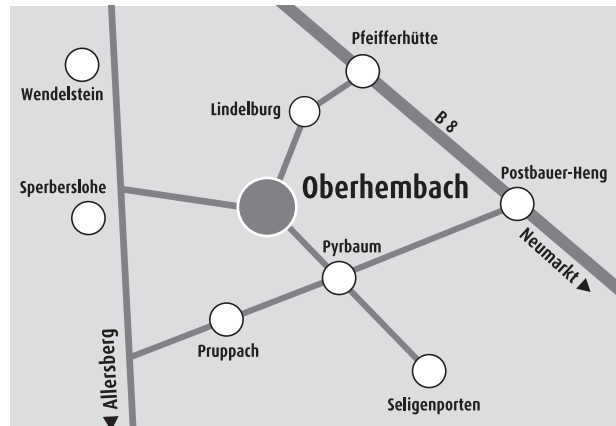 Pfeifferhütte
Wendelstein
Lindelburg
B 8
Sperberslohe
Oberhembach
Postbauer-Heng
Pyrbaum
Neumarkt ▶
Pruppach
◀ Allersberg
Seligenporten